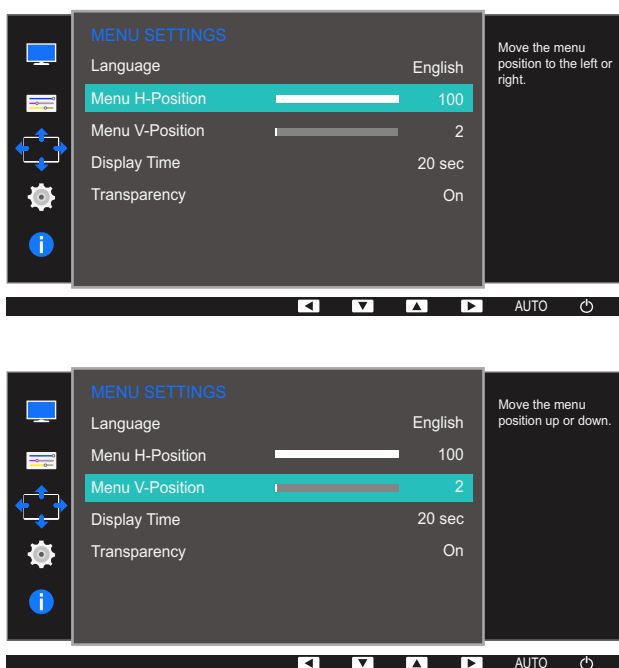 MENU SETTINGS
Language English
Menu H-Position 100
Menu V-Position 2
Display Time 20 sec
Transparency On
Move the menu
position to the left or
right.
AUTO
MENU SETTINGS
Language English
Menu H-Position 100
Menu V-Position 2
Display Time 20 sec
Transparency On
Move the menu
position up or down.
AUTO